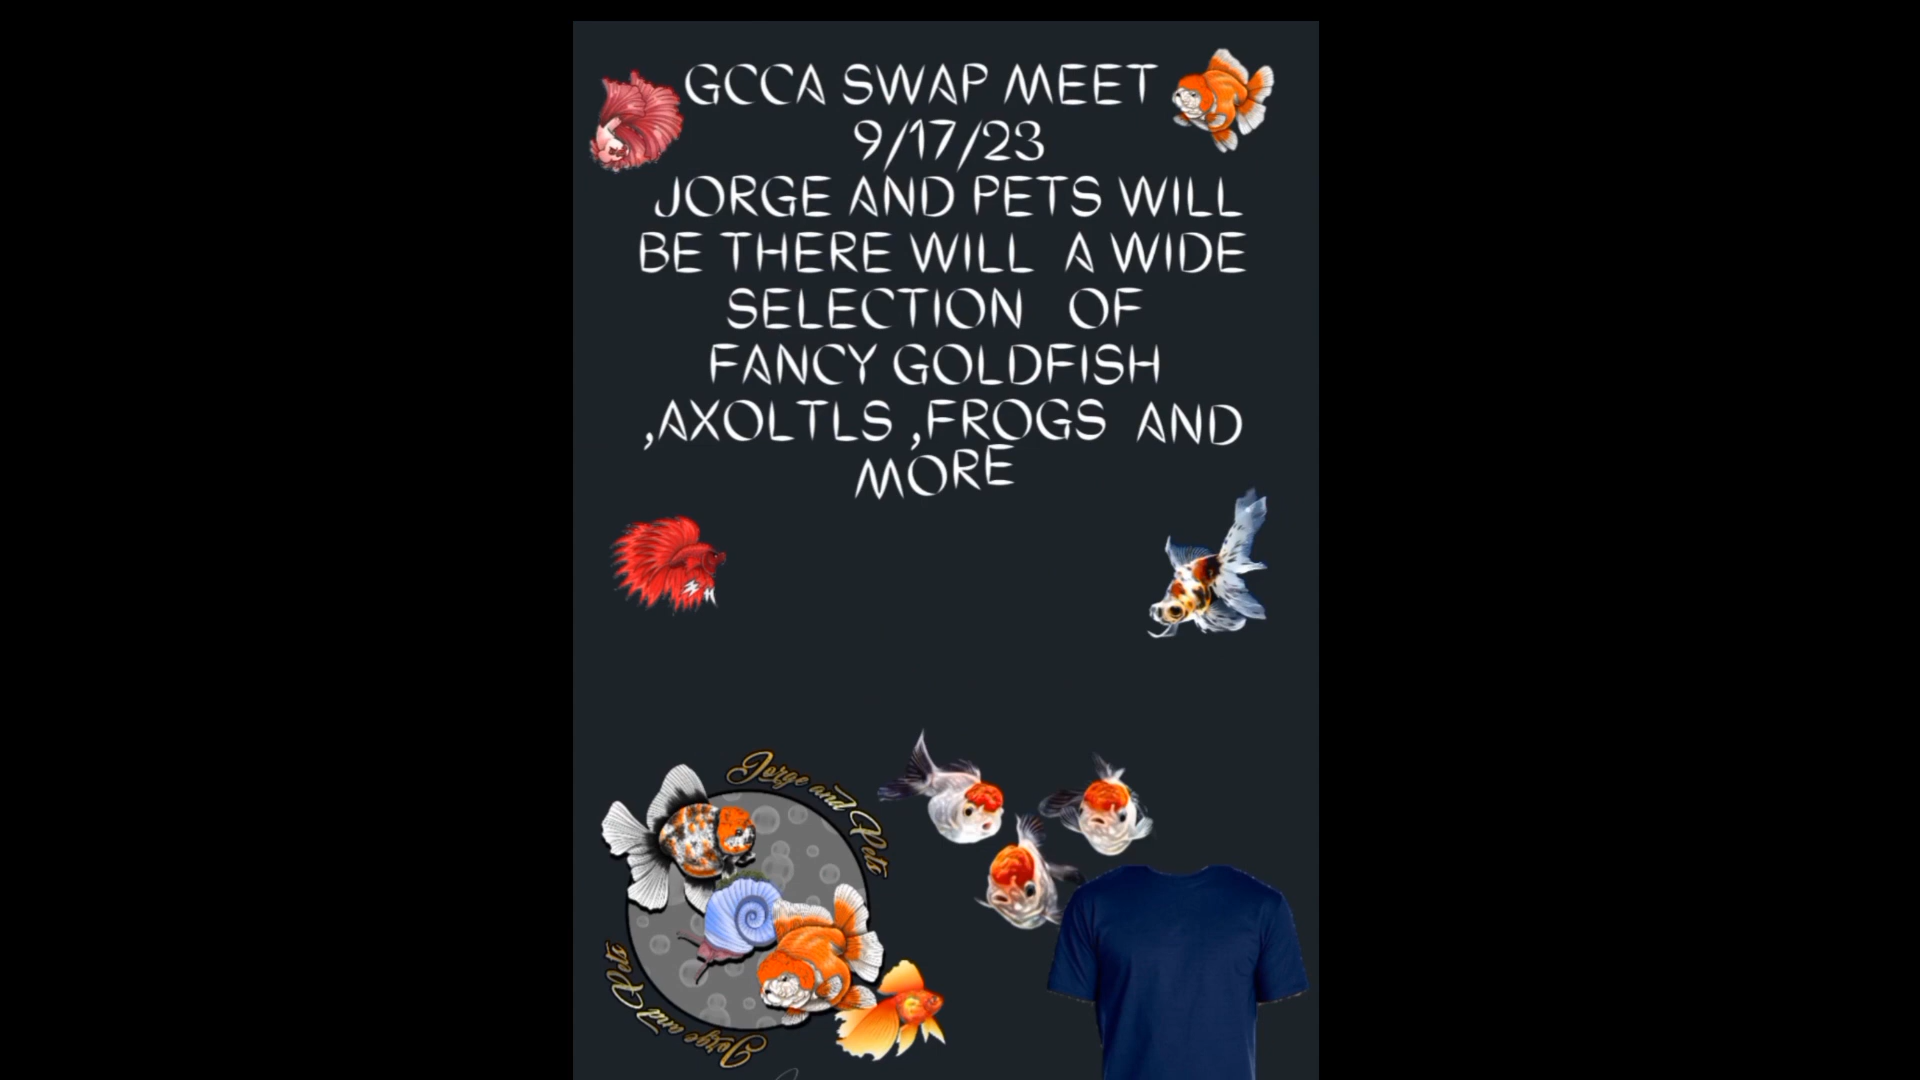 GCCA SWAP MEET
9/17/23
JORGE AND PETS WILL
BE THERE WILL A WIDE
SELECTION OF
FANCY GOLDFISH
,AXOLTLS ,FROGS AND
MORE
Jorge and Pets
Jorge and Pets